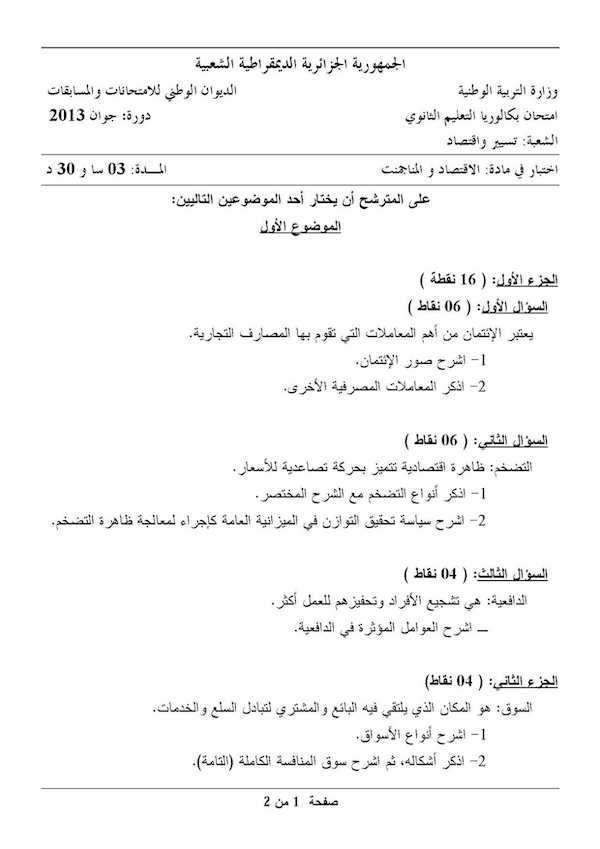 الجمهورية الجزائرية الديمقراطية الشعبية
وزارة التربية الوطنية الديوان الوطني للامتحانات والمسابقات
امتحان بكالوريا التعليم الثانوي دورة: جوان 2013
الشعبة: تسيير واقتصاد
اختبار في مادة: الاقتصاد و المناجمنت المـــدة: 03 سا و 30 د
على المترشح أن يختار أحد الموضوعين التاليين:
الموضوع الأول
الجزء الأول: ( 16 نقطة )
السؤال الأول: ( 06 نقاط )
يعتبر الإئتمان من أهم المعاملات التي تقوم بها المصارف التجارية.
1- اشرح صور الإئتمان.
2- اذكر المعاملات المصرفية الأخرى.
السؤال الثاني: ( 06 نقاط )
التضخم: ظاهرة اقتصادية تتميز بحركة تصاعدية للأسعار.
1- اذكر أنواع التضخم مع الشرح المختصر.
2- اشرح سياسة تحقيق التوازن في الميزانية العامة كإجراء لمعالجة ظاهرة التضخم.
السؤال الثالث: ( 04 نقاط )
الدافعية: هي تشجيع الأفراد وتحفيزهم للعمل أكثر.
ــ اشرح العوامل المؤثرة في الدافعية.
الجزء الثاني: ( 04 نقاط)
السوق: هو المكان الذي يلتقي فيه البائع والمشتري لتبادل السلع والخدمات.
1- اشرح أنواع الأسواق.
2- اذكر أشكاله، ثم اشرح سوق المنافسة الكاملة (التامة).
صفحة 1 من 2